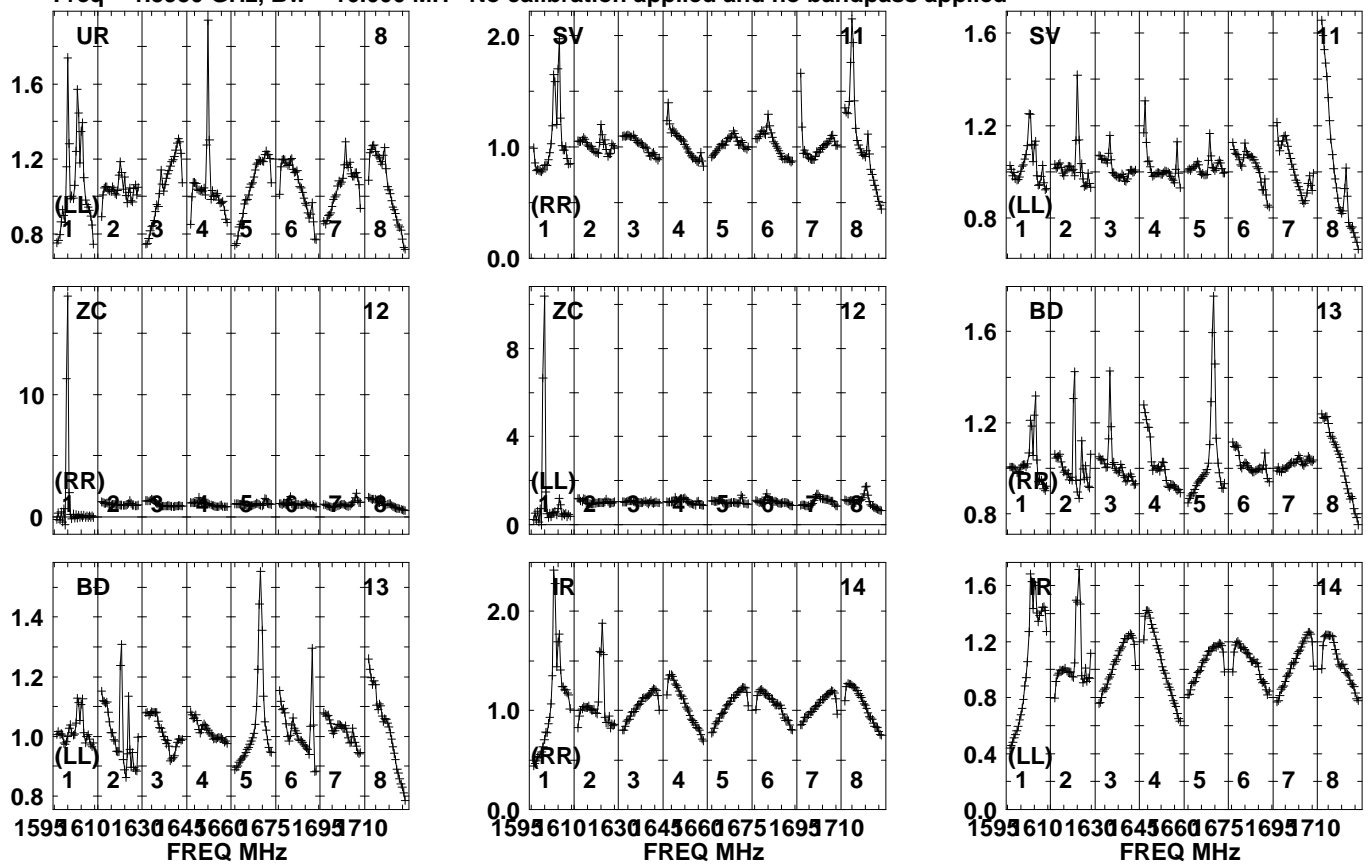 Freq = GHz, Bw = 16.000 MH No calibration applied and no bandpass applied
UR 8
1.6
1.2
0.8
(LL)
1 2 3 4 5 6 7 8
SV 11
2.0
1.0
0.0
(RR)
1 2 3 4 5 6 7 8
SV 11
1.6
1.2
0.8
(LL)
1 2 3 4 5 6 7 8
ZC 12
10
0
(RR)
1 2 3 4 5 6 7 8
ZC 12
8
4
0
(LL)
1 2 3 4 5 6 7 8
BD 13
1.6
1.2
0.8
(RR)
1 2 3 4 5 6 7 8
BD 13
1.4
1.2
1.0
0.8
(LL)
1 2 3 4 5 6 7 8
1595 1610 1630 1645 1660 1675 1695 1710
FREQ MHz
IR 14
2.0
1.0
0.0
(RR)
1 2 3 4 5 6 7 8
1595 1610 1630 1645 1660 1675 1695 1710
FREQ MHz
IR 14
1.6
1.2
0.8
0.4
0.0
(LL)
1 2 3 4 5 6 7 8
1595 1610 1630 1645 1660 1675 1695 1710
FREQ MHz